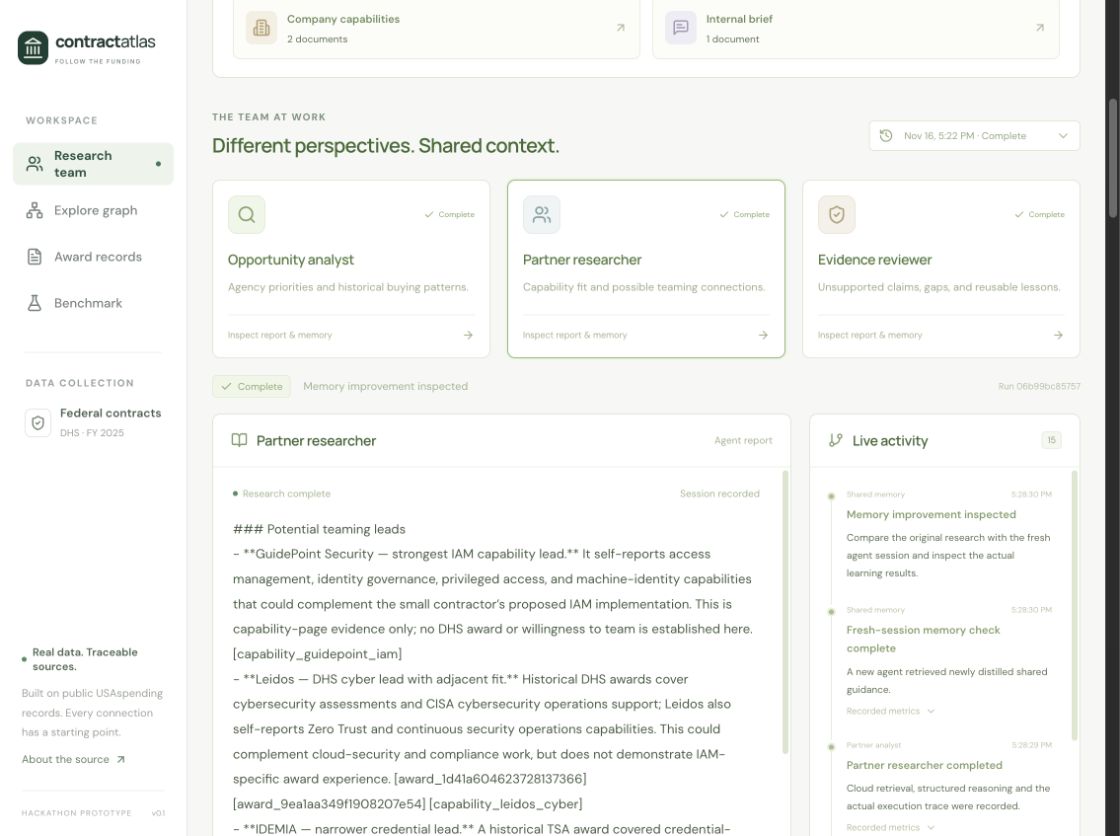 contractatlas
FOLLOW THE FUNDING
WORKSPACE
Research
team
Explore graph
Award records
Benchmark
DATA COLLECTION
Federal contracts
DHS · FY 2025
Real data. Traceable
sources.
Built on public USAspending
records. Every connection
has a starting point.
About the source
HACKATHON PROTOTYPE v0.1
Company capabilities
2 documents
Internal brief
1 document
THE TEAM AT WORK
Different perspectives. Shared context.
Nov 16, 5:22 PM · Complete
Complete
Opportunity analyst
Agency priorities and historical buying patterns.
Inspect report & memory
Complete
Partner researcher
Capability fit and possible teaming connections.
Inspect report & memory
Complete
Evidence reviewer
Unsupported claims, gaps, and reusable lessons.
Inspect report & memory
Complete Memory improvement inspected
Run 06b99bc85757
Partner researcher
Agent report
Research complete
Session recorded
### Potential teaming leads
- **GuidePoint Security — strongest IAM capability lead.** It self-reports access
management, identity governance, privileged access, and machine-identity capabilities
that could complement the small contractor's proposed IAM implementation. This is
capability-page evidence only; no DHS award or willingness to team is established here.
[capability_guidepoint_iam]
- **Leidos — DHS cyber lead with adjacent fit.** Historical DHS awards cover
cybersecurity assessments and CISA cybersecurity operations support; Leidos also
self-reports Zero Trust and continuous security operations capabilities. This could
complement cloud-security and compliance work, but does not demonstrate IAM-
specific award experience. [award_1d41a604623728137366]
[award_9ea1aa349f1908207e54] [capability_leidos_cyber]
- **IDEMIA — narrower credential lead.** A historical TSA award covered credential-
Live activity
15
Shared memory 5:28:30 PM
Memory improvement inspected
Compare the original research with the fresh
agent session and inspect the actual
learning results.
Shared memory 5:28:30 PM
Fresh-session memory check
complete
A new agent retrieved newly distilled shared
guidance.
Recorded metrics
Partner analyst 5:28:29 PM
Partner researcher completed
Cloud retrieval, structured reasoning and the
actual execution trace were recorded.
Recorded metrics